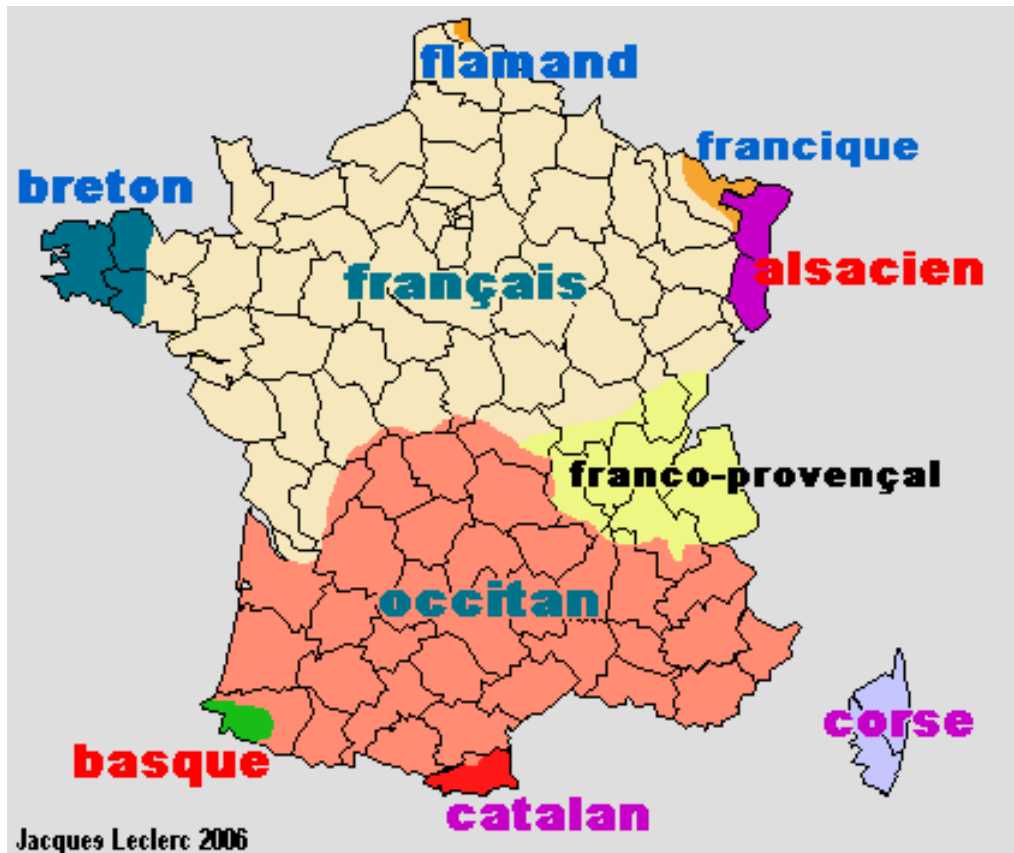 flamand
francique
breton
alsacien
français
franco-provençal
occitan
corse
basque
catalan
Jacques Leclerc 2006